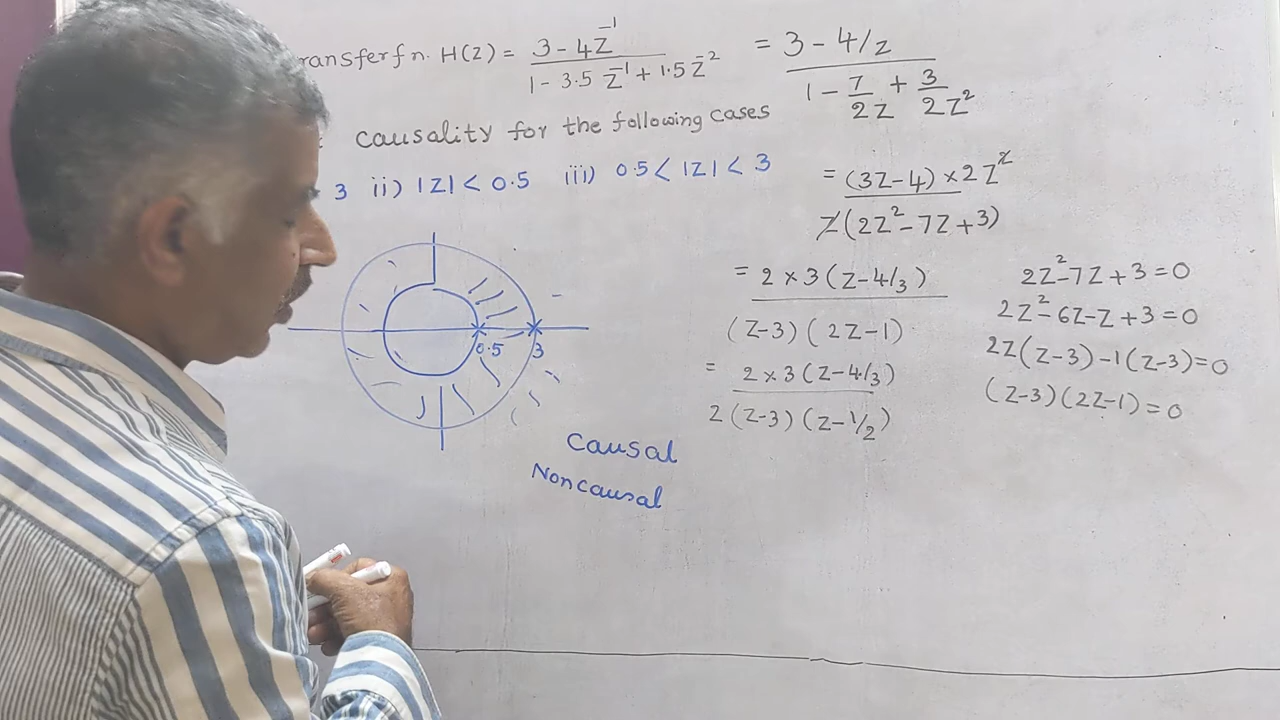 ransfer fn. H(Z) = 3 - 4Z⁻¹ / 1 - 3.5 Z⁻¹ + 1.5 Z⁻² = 3 - 4/Z / 1 - 7/2Z + 3/2Z²
Causality for the following cases
3 ii) |Z| < 0.5 iii) 0.5 < |Z| < 3
= (3Z-4) × 2Z² / Z(2Z² - 7Z + 3)
= 2 × 3 (Z - 4/3) / (Z-3) (2Z-1)
= 2 × 3 (Z - 4/3) / 2 (Z-3) (Z - 1/2)
2Z² - 7Z + 3 = 0
2Z² - 6Z - Z + 3 = 0
2Z(Z-3) - 1(Z-3) = 0
(Z-3)(2Z-1) = 0
0.5 3
Causal
Noncausal